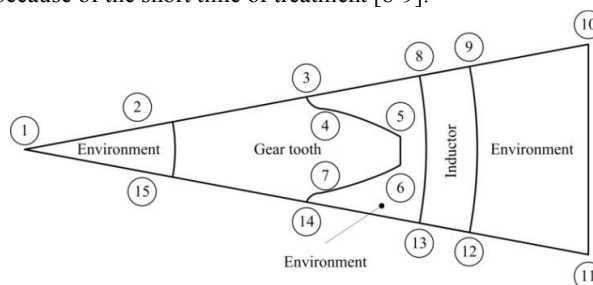 because of the short time of treatment [8-9].
10
9
8
3
2
5
1
4
Environment
Gear tooth
Inductor
Environment
7
6
15
14
13
12
Environment
11